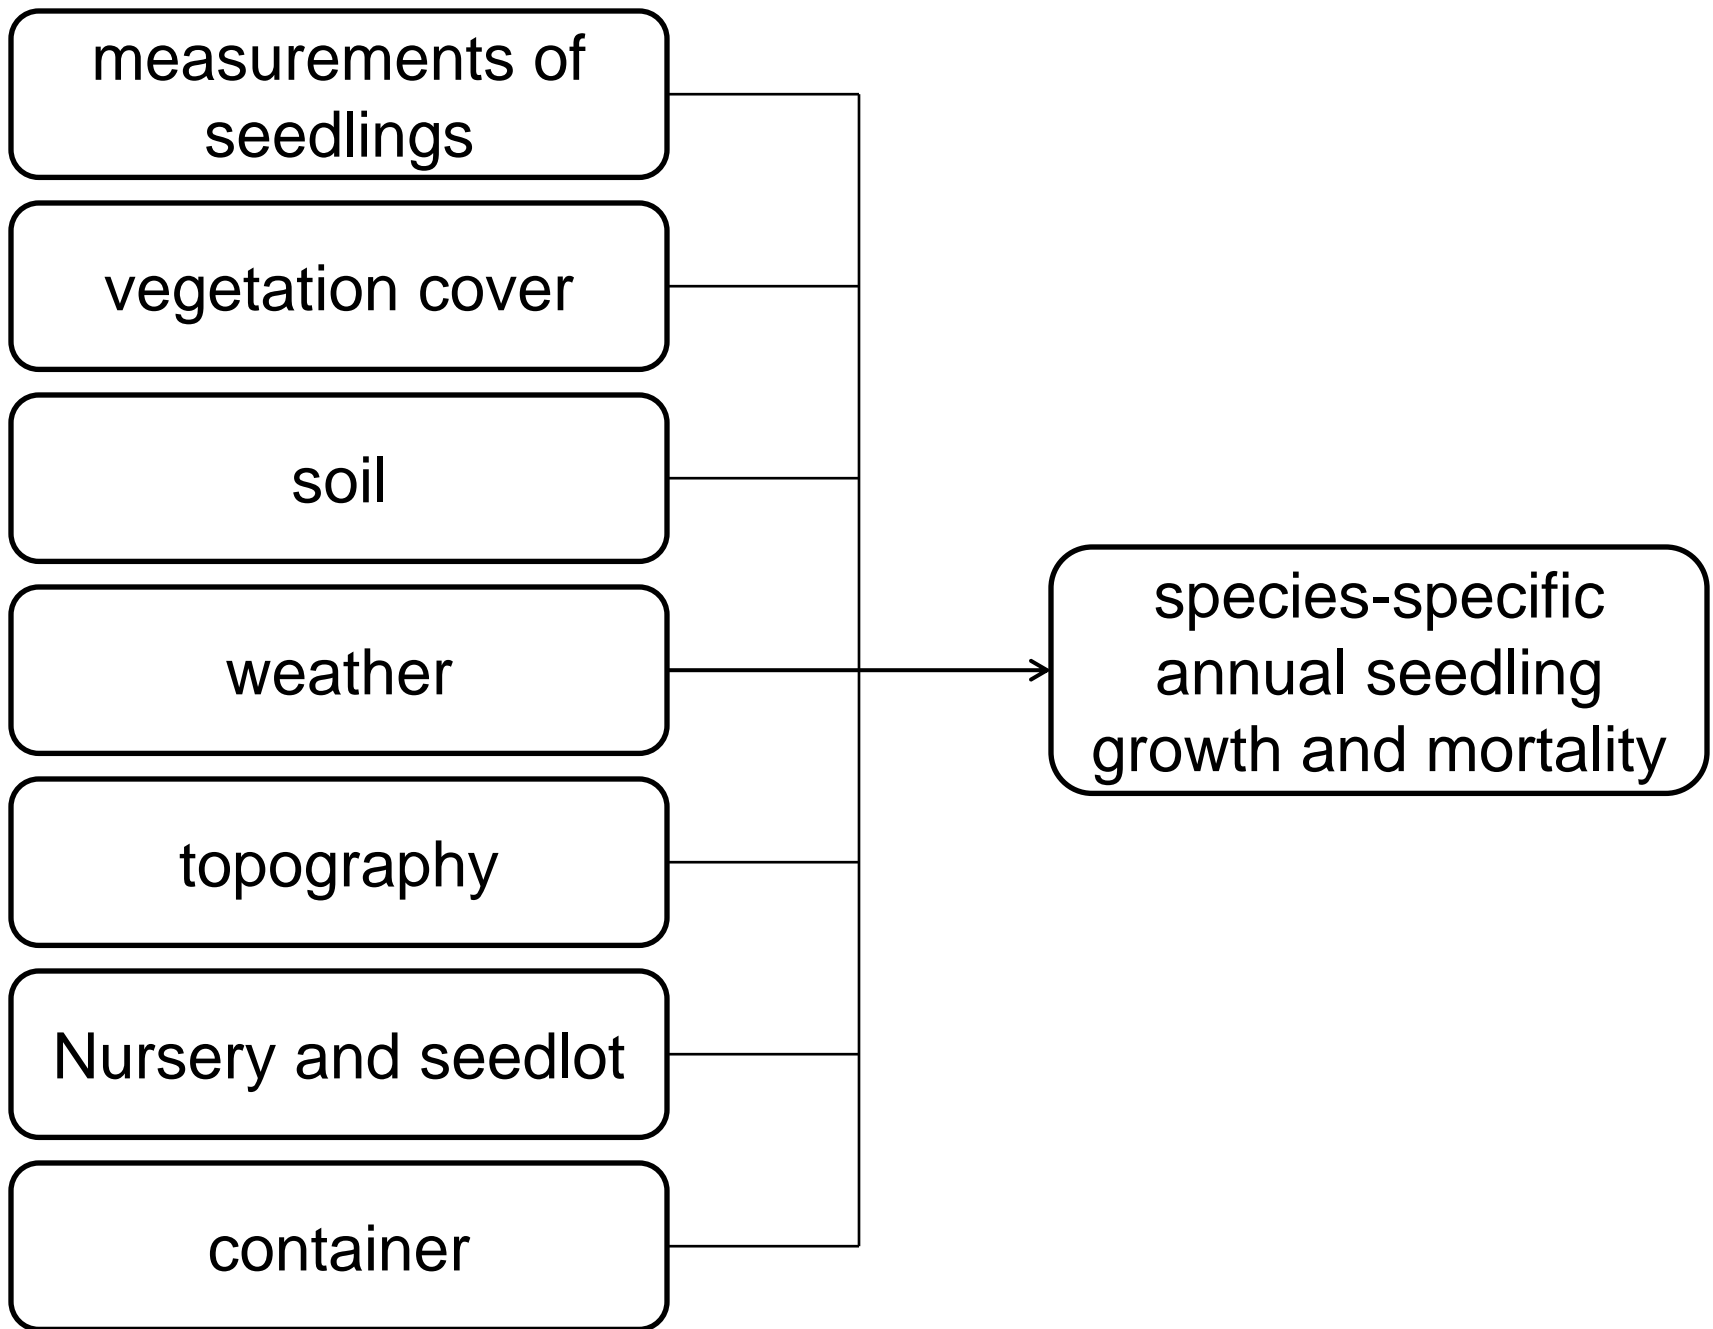 measurements of
seedlings
vegetation cover
soil
weather
topography
Nursery and seedlot
container
species-specific
annual seedling
growth and mortality